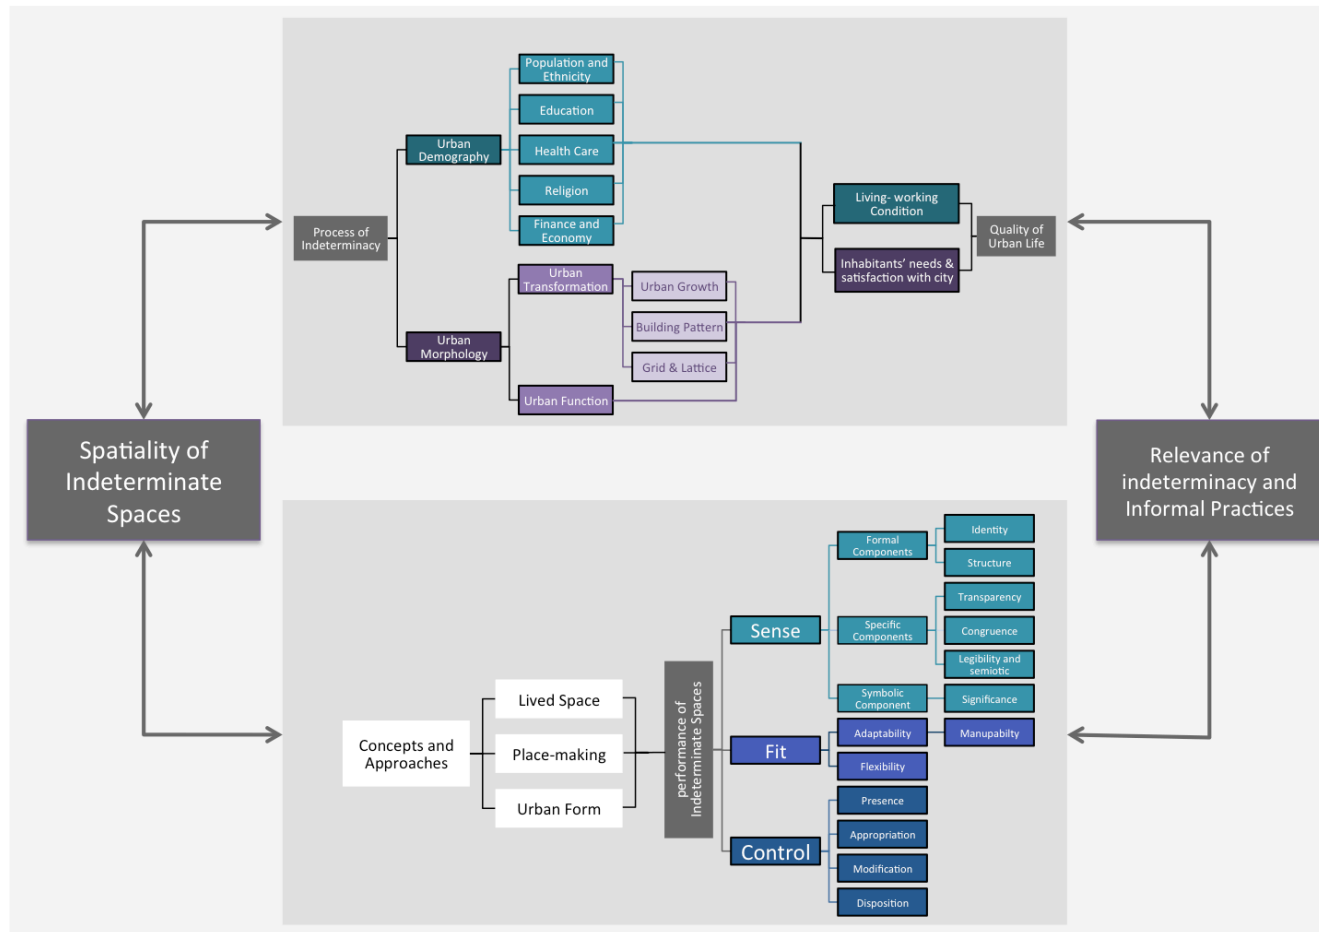 Population and
Ethnicity
Education
Urban
Demography
Health Care
Religion
Finance and
Economy
Process of
Indeterminacy
Living- working
Condition
Quality of
Urban Life
Inhabitants’ needs &
satisfaction with city
Urban
Transformation
Urban Growth
Building Pattern
Urban
Morphology
Grid & Lattice
Urban Function
Spatiality of
Indeterminate
Spaces
Relevance of
indeterminacy and
Informal Practices
Identity
Formal
Components
Structure
Transparency
Sense
Specific
Components
Congruence
Legibility and
semiotic
Symbolic
Component
Significance
Lived Space
Concepts and
Approaches
Place-making
Urban Form
performance of
Indeterminate Spaces
Fit
Adaptability
Manupabilty
Flexibility
Presence
Appropriation
Control
Modification
Disposition